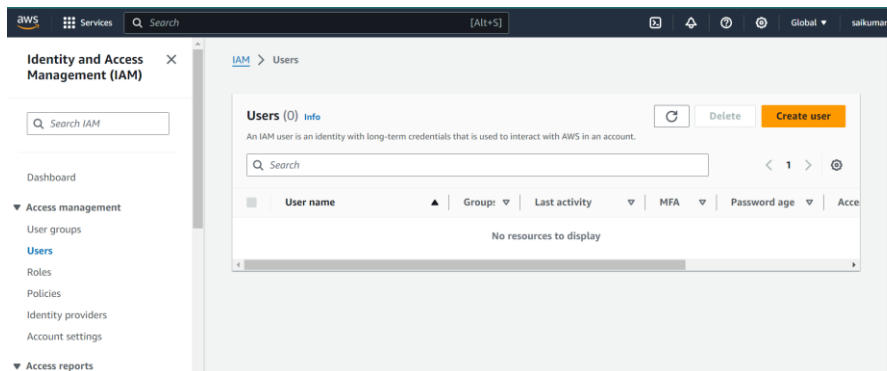 aws
Services
Search
[Alt+S]
Global
saikumar
Identity and Access
Management (IAM)
Search IAM
Dashboard
Access management
User groups
Users
Roles
Policies
Identity providers
Account settings
Access reports
IAM > Users
Users (0) Info
An IAM user is an identity with long-term credentials that is used to interact with AWS in an account.
Delete
Create user
Search
1
User name
Groups
Last activity
MFA
Password age
Acce
No resources to display